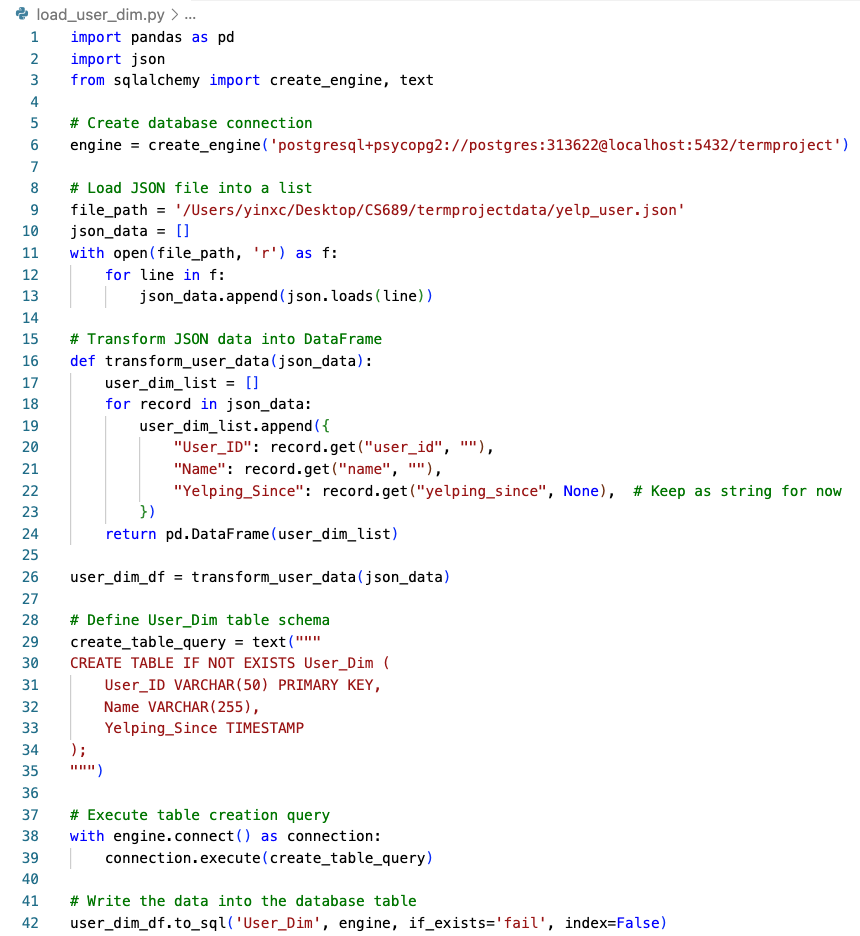 load_user_dim.py > ...
1 import pandas as pd
2 import json
3 from sqlalchemy import create_engine, text
4
5 # Create database connection
6 engine = create_engine('postgresql+psycopg2://postgres:313622@localhost:5432/termproject')
7
8 # Load JSON file into a list
9 file_path = '/Users/yinxc/Desktop/CS689/termprojectdata/yelp_user.json'
10 json_data = []
11 with open(file_path, 'r') as f:
12     for line in f:
13         json_data.append(json.loads(line))
14
15 # Transform JSON data into DataFrame
16 def transform_user_data(json_data):
17     user_dim_list = []
18     for record in json_data:
19         user_dim_list.append({
20             "User_ID": record.get("user_id", ""),
21             "Name": record.get("name", ""),
22             "Yelping_Since": record.get("yelping_since", None),  # Keep as string for now
23         })
24     return pd.DataFrame(user_dim_list)
25
26 user_dim_df = transform_user_data(json_data)
27
28 # Define User_Dim table schema
29 create_table_query = text("""
30 CREATE TABLE IF NOT EXISTS User_Dim (
31     User_ID VARCHAR(50) PRIMARY KEY,
32     Name VARCHAR(255),
33     Yelping_Since TIMESTAMP
34 );
35 """)
36
37 # Execute table creation query
38 with engine.connect() as connection:
39     connection.execute(create_table_query)
40
41 # Write the data into the database table
42 user_dim_df.to_sql('User_Dim', engine, if_exists='fail', index=False)